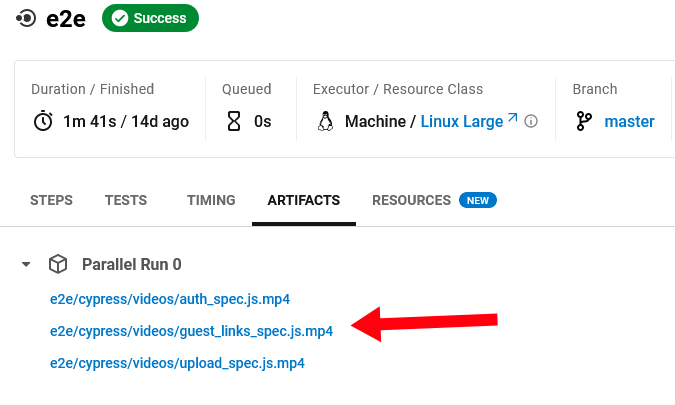 e2e Success
Duration / Finished Queued Executor / Resource Class Branch
1m 41s / 14d ago 0s Machine / Linux Large master
STEPS TESTS TIMING ARTIFACTS RESOURCES NEW
Parallel Run 0
e2e/cypress/videos/auth_spec.js.mp4
e2e/cypress/videos/guest_links_spec.js.mp4
e2e/cypress/videos/upload_spec.js.mp4